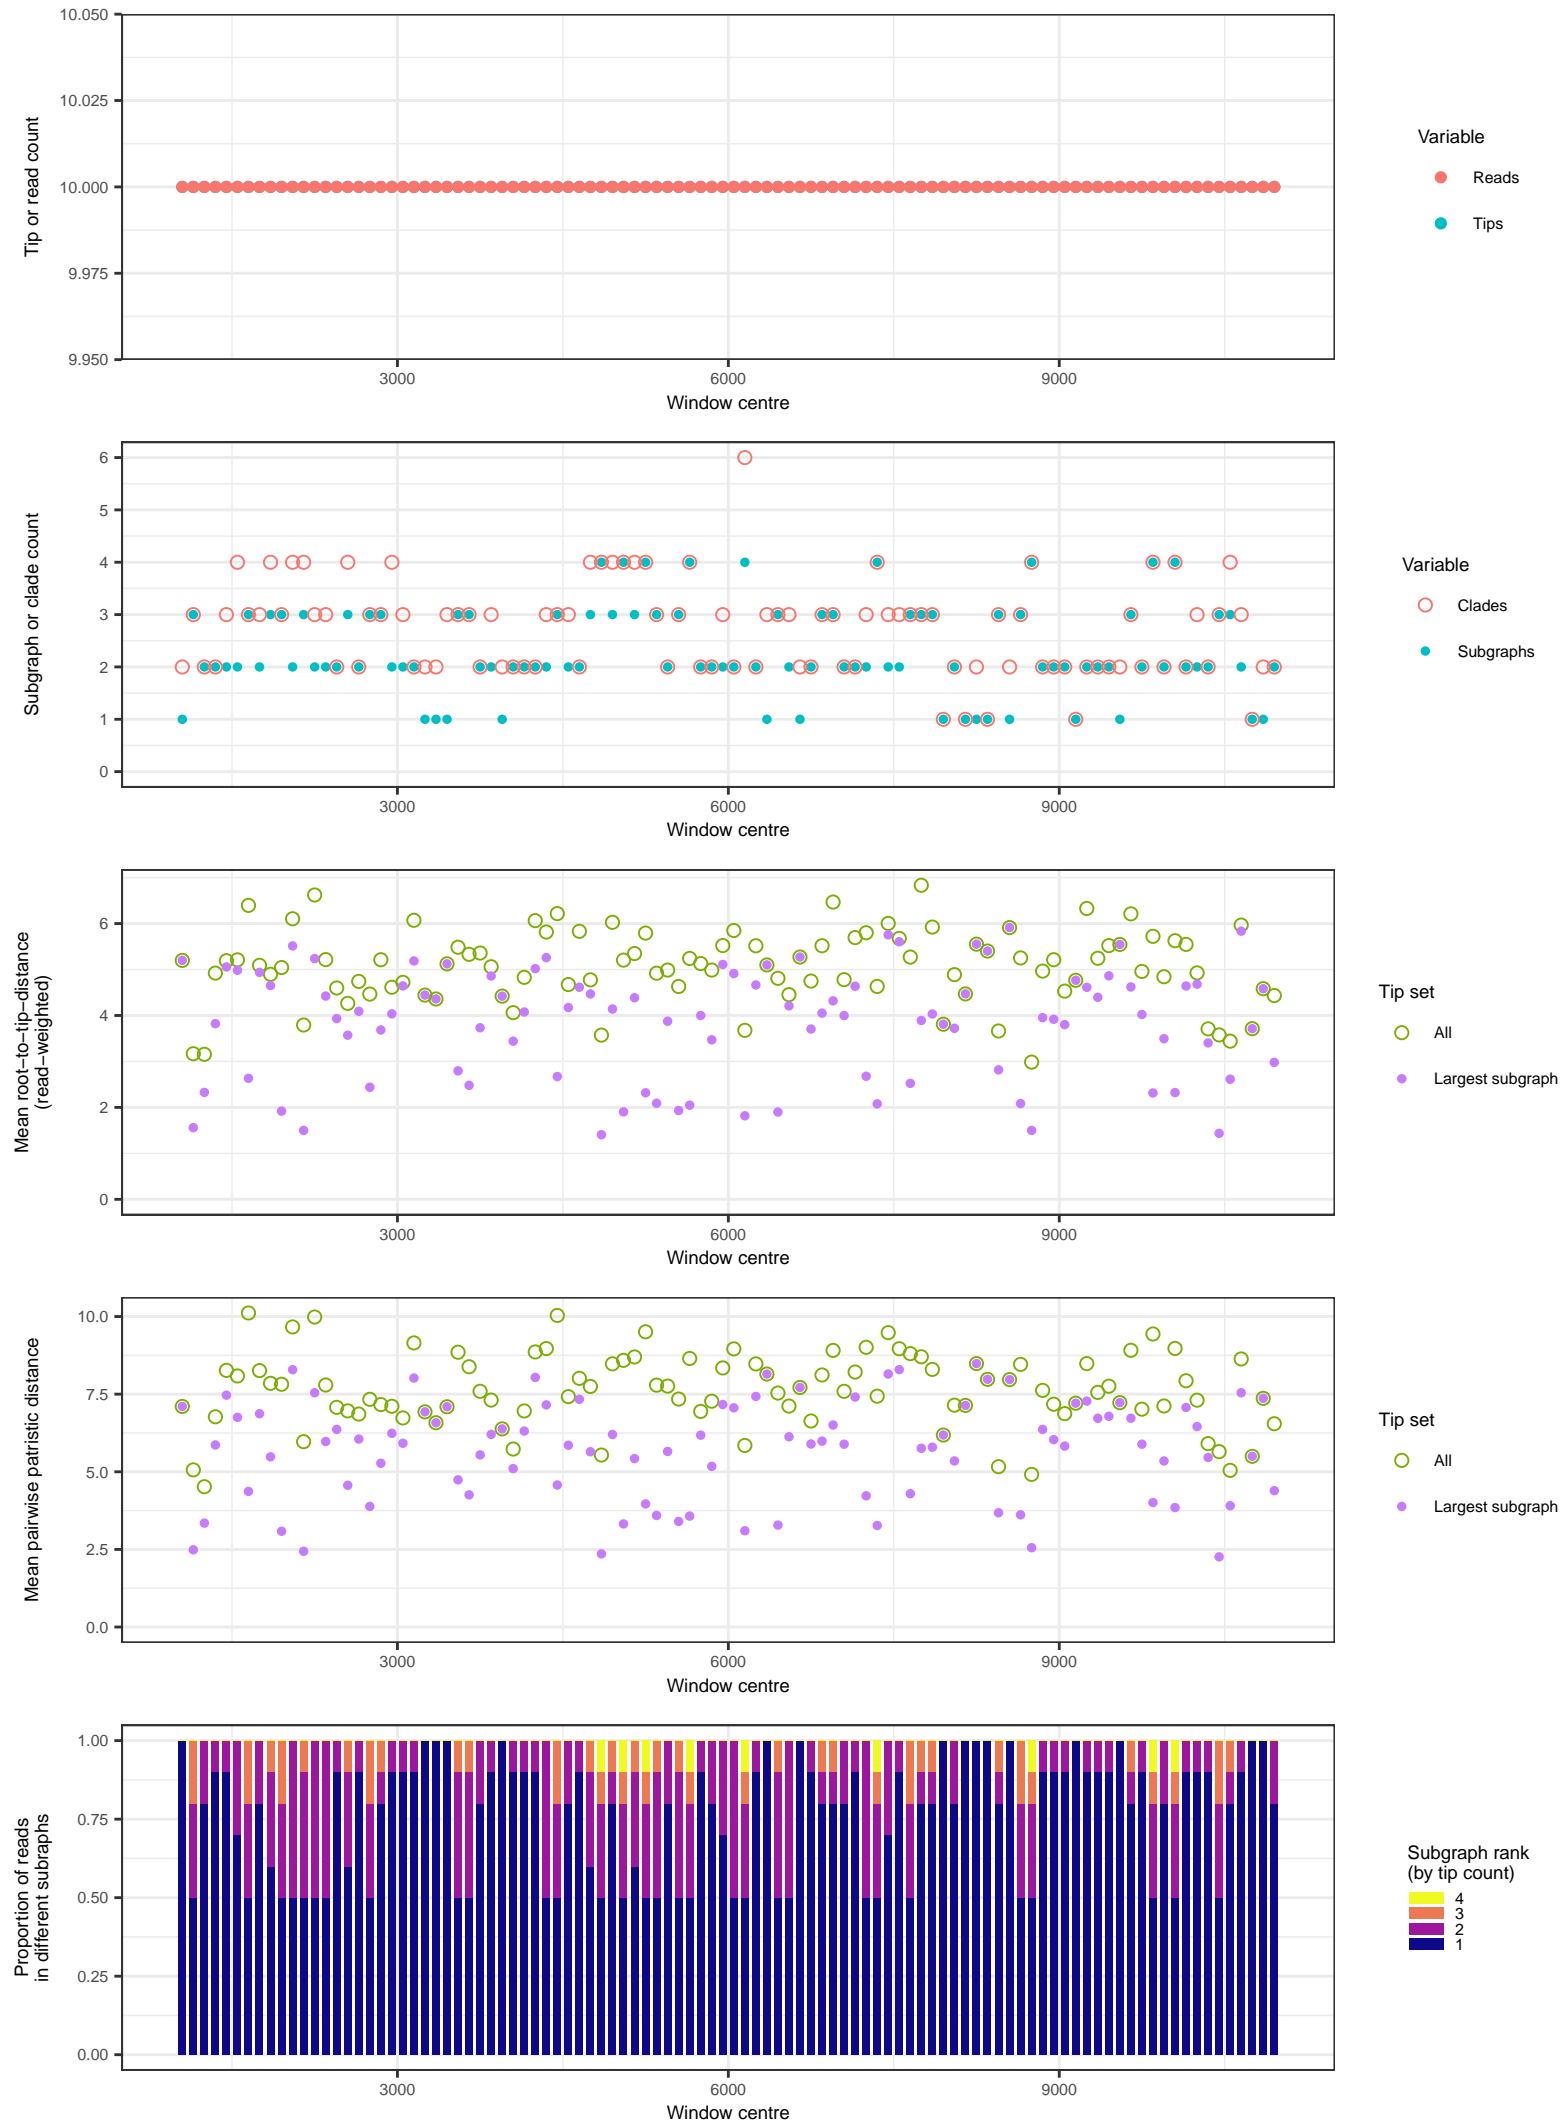 10.050
10.025
10.000
9.975
9.950
Tip or read count
3000
6000
9000
Window centre
Variable
Reads
Tips
6
5
4
3
2
1
0
Subgraph or clade count
3000
6000
9000
Window centre
Variable
Clades
Subgraphs
6
4
2
0
Mean root−to−tip−distance
(read−weighted)
3000
6000
9000
Window centre
Tip set
All
Largest subgraph
10.0
7.5
5.0
2.5
0.0
Mean pairwise patristic distance
3000
6000
9000
Window centre
Tip set
All
Largest subgraph
1.00
0.75
0.50
0.25
0.00
Proportion of reads
in different subraphs
3000
6000
9000
Window centre
Subgraph rank
(by tip count)
4
3
2
1